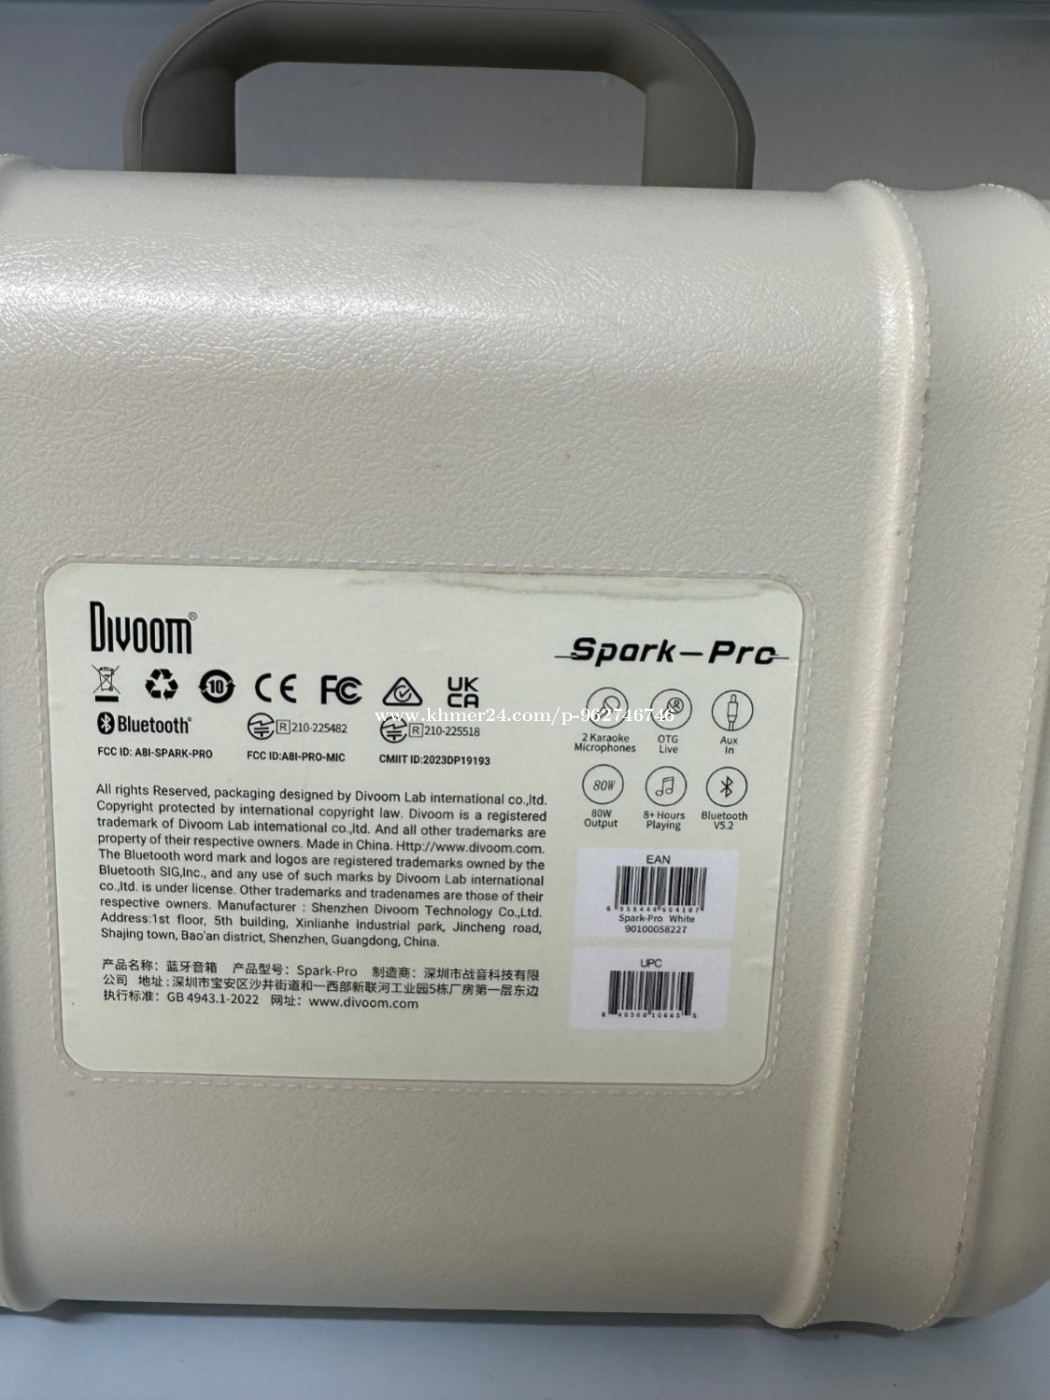 Divoom®
Spark-Pro
10
CE FC UK
CA
www.khmer24.com/p-962746746
Bluetooth®
R 210-225482
R 210-225518
FCC ID: ABI-SPARK-PRO
FCC ID:ABI-PRO-MIC
CMIIT ID:2023DP19193
2 Karaoke
Microphones
OTG
Live
Aux
In
80W
80W
Output
8+ Hours
Playing
Bluetooth
V5.2
All rights Reserved, packaging designed by Divoom Lab international co.,ltd.
Copyright protected by international copyright law. Divoom is a registered
trademark of Divoom Lab international co.,ltd. And all other trademarks are
property of their respective owners. Made in China. Http://www.divoom.com.
The Bluetooth word mark and logos are registered trademarks owned by the
Bluetooth SIG,Inc., and any use of such marks by Divoom Lab international
co.,ltd. is under license. Other trademarks and tradenames are those of their
respective owners. Manufacturer : Shenzhen Divoom Technology Co.,Ltd.
Address:1st floor, 5th building, Xinlianhe industrial park, Jincheng road,
Shajing town, Bao'an district, Shenzhen, Guangdong, China.
产品名称：蓝牙音箱 产品型号：Spark-Pro 制造商：深圳市战音科技有限
公司 地址：深圳市宝安区沙井街道和一西部新联河工业园5栋厂房第一层东边
执行标准：GB 4943.1-2022 网址：www.divoom.com
EAN
6 958444 604107
Spark-Pro White
90100058227
UPC